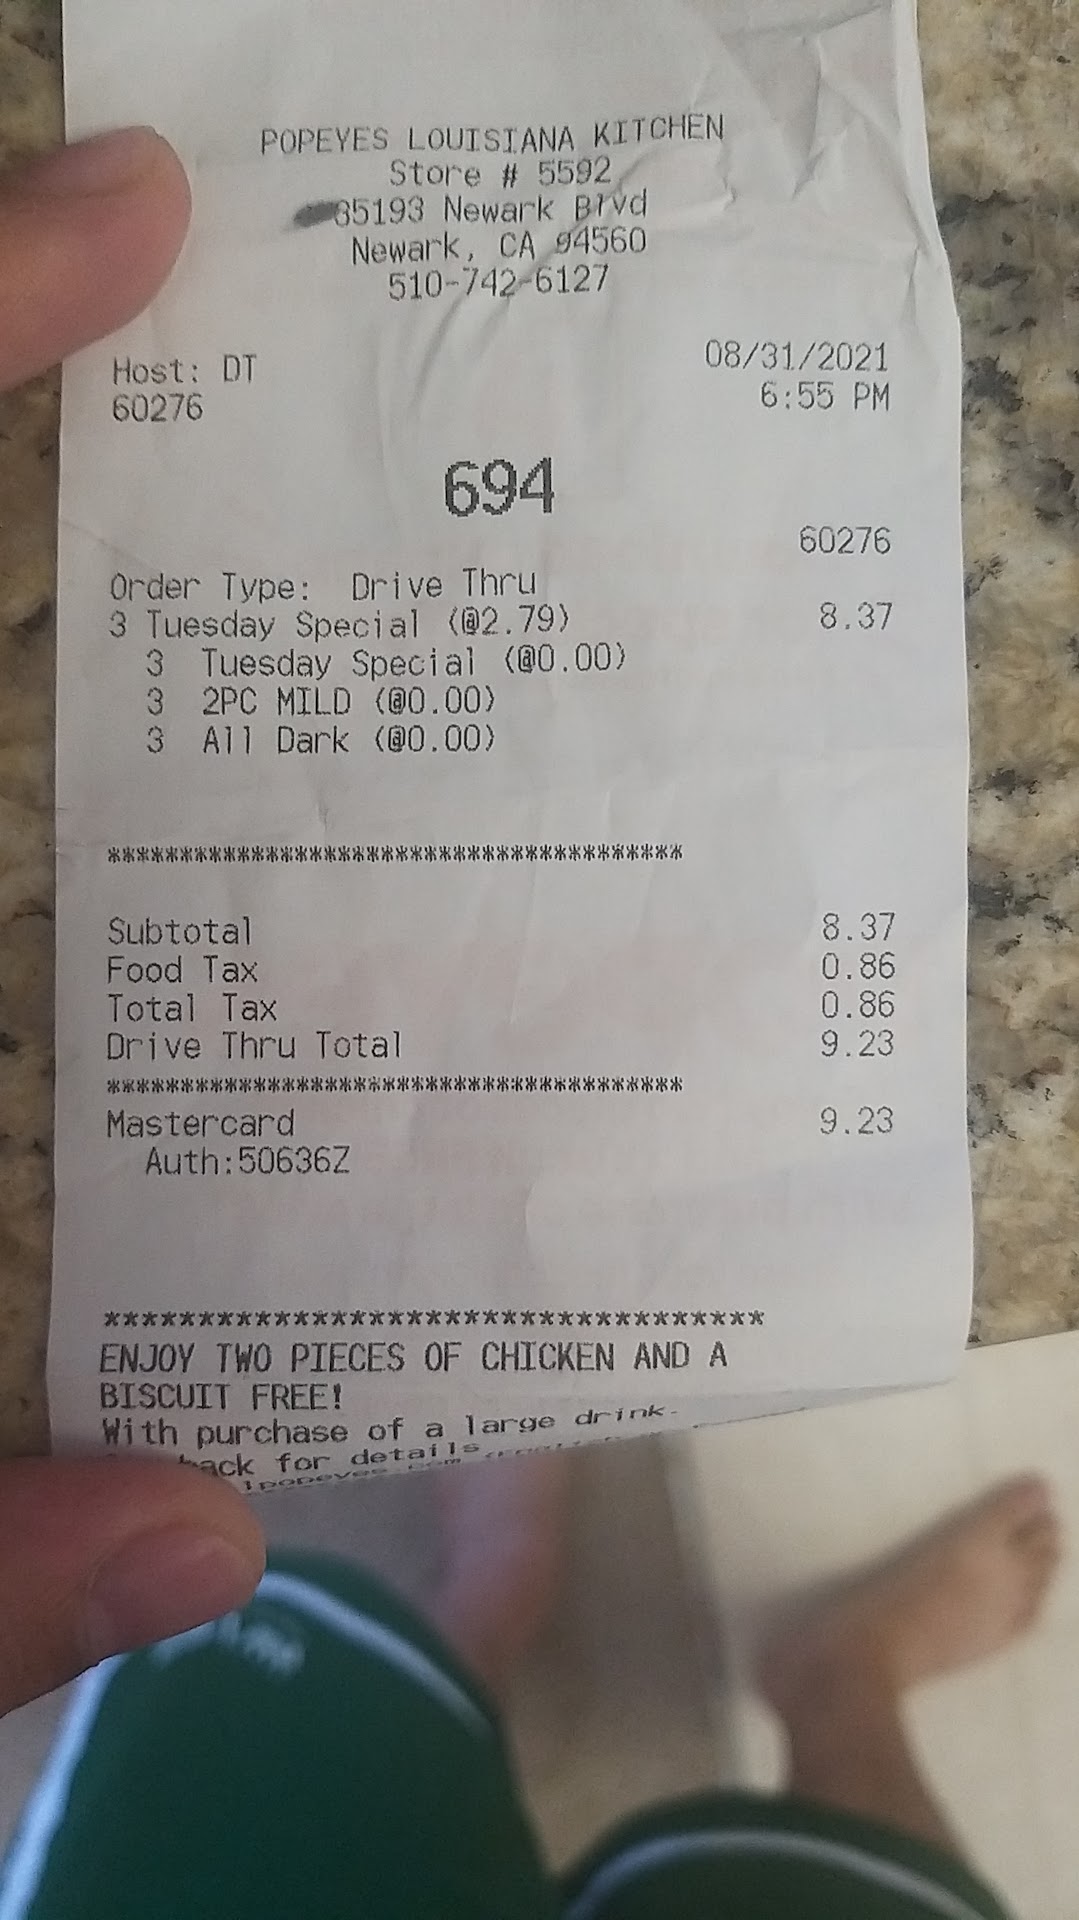 POPEYES LOUISIANA KITCHEN
Store # 5592
35193 Newark Blvd
Newark, CA 94560
510-742-6127
Host: DT 08/31/2021
60276 6:55 PM
694
60276
Order Type: Drive Thru
3 Tuesday Special (@2.79) 8.37
3 Tuesday Special (@0.00)
3 2PC MILD (@0.00)
3 All Dark (@0.00)
****************************************
Subtotal 8.37
Food Tax 0.86
Total Tax 0.86
Drive Thru Total 9.23
****************************************
Mastercard 9.23
Auth:50636Z
***********************************
ENJOY TWO PIECES OF CHICKEN AND A
BISCUIT FREE!
With purchase of a large drink.
back for details